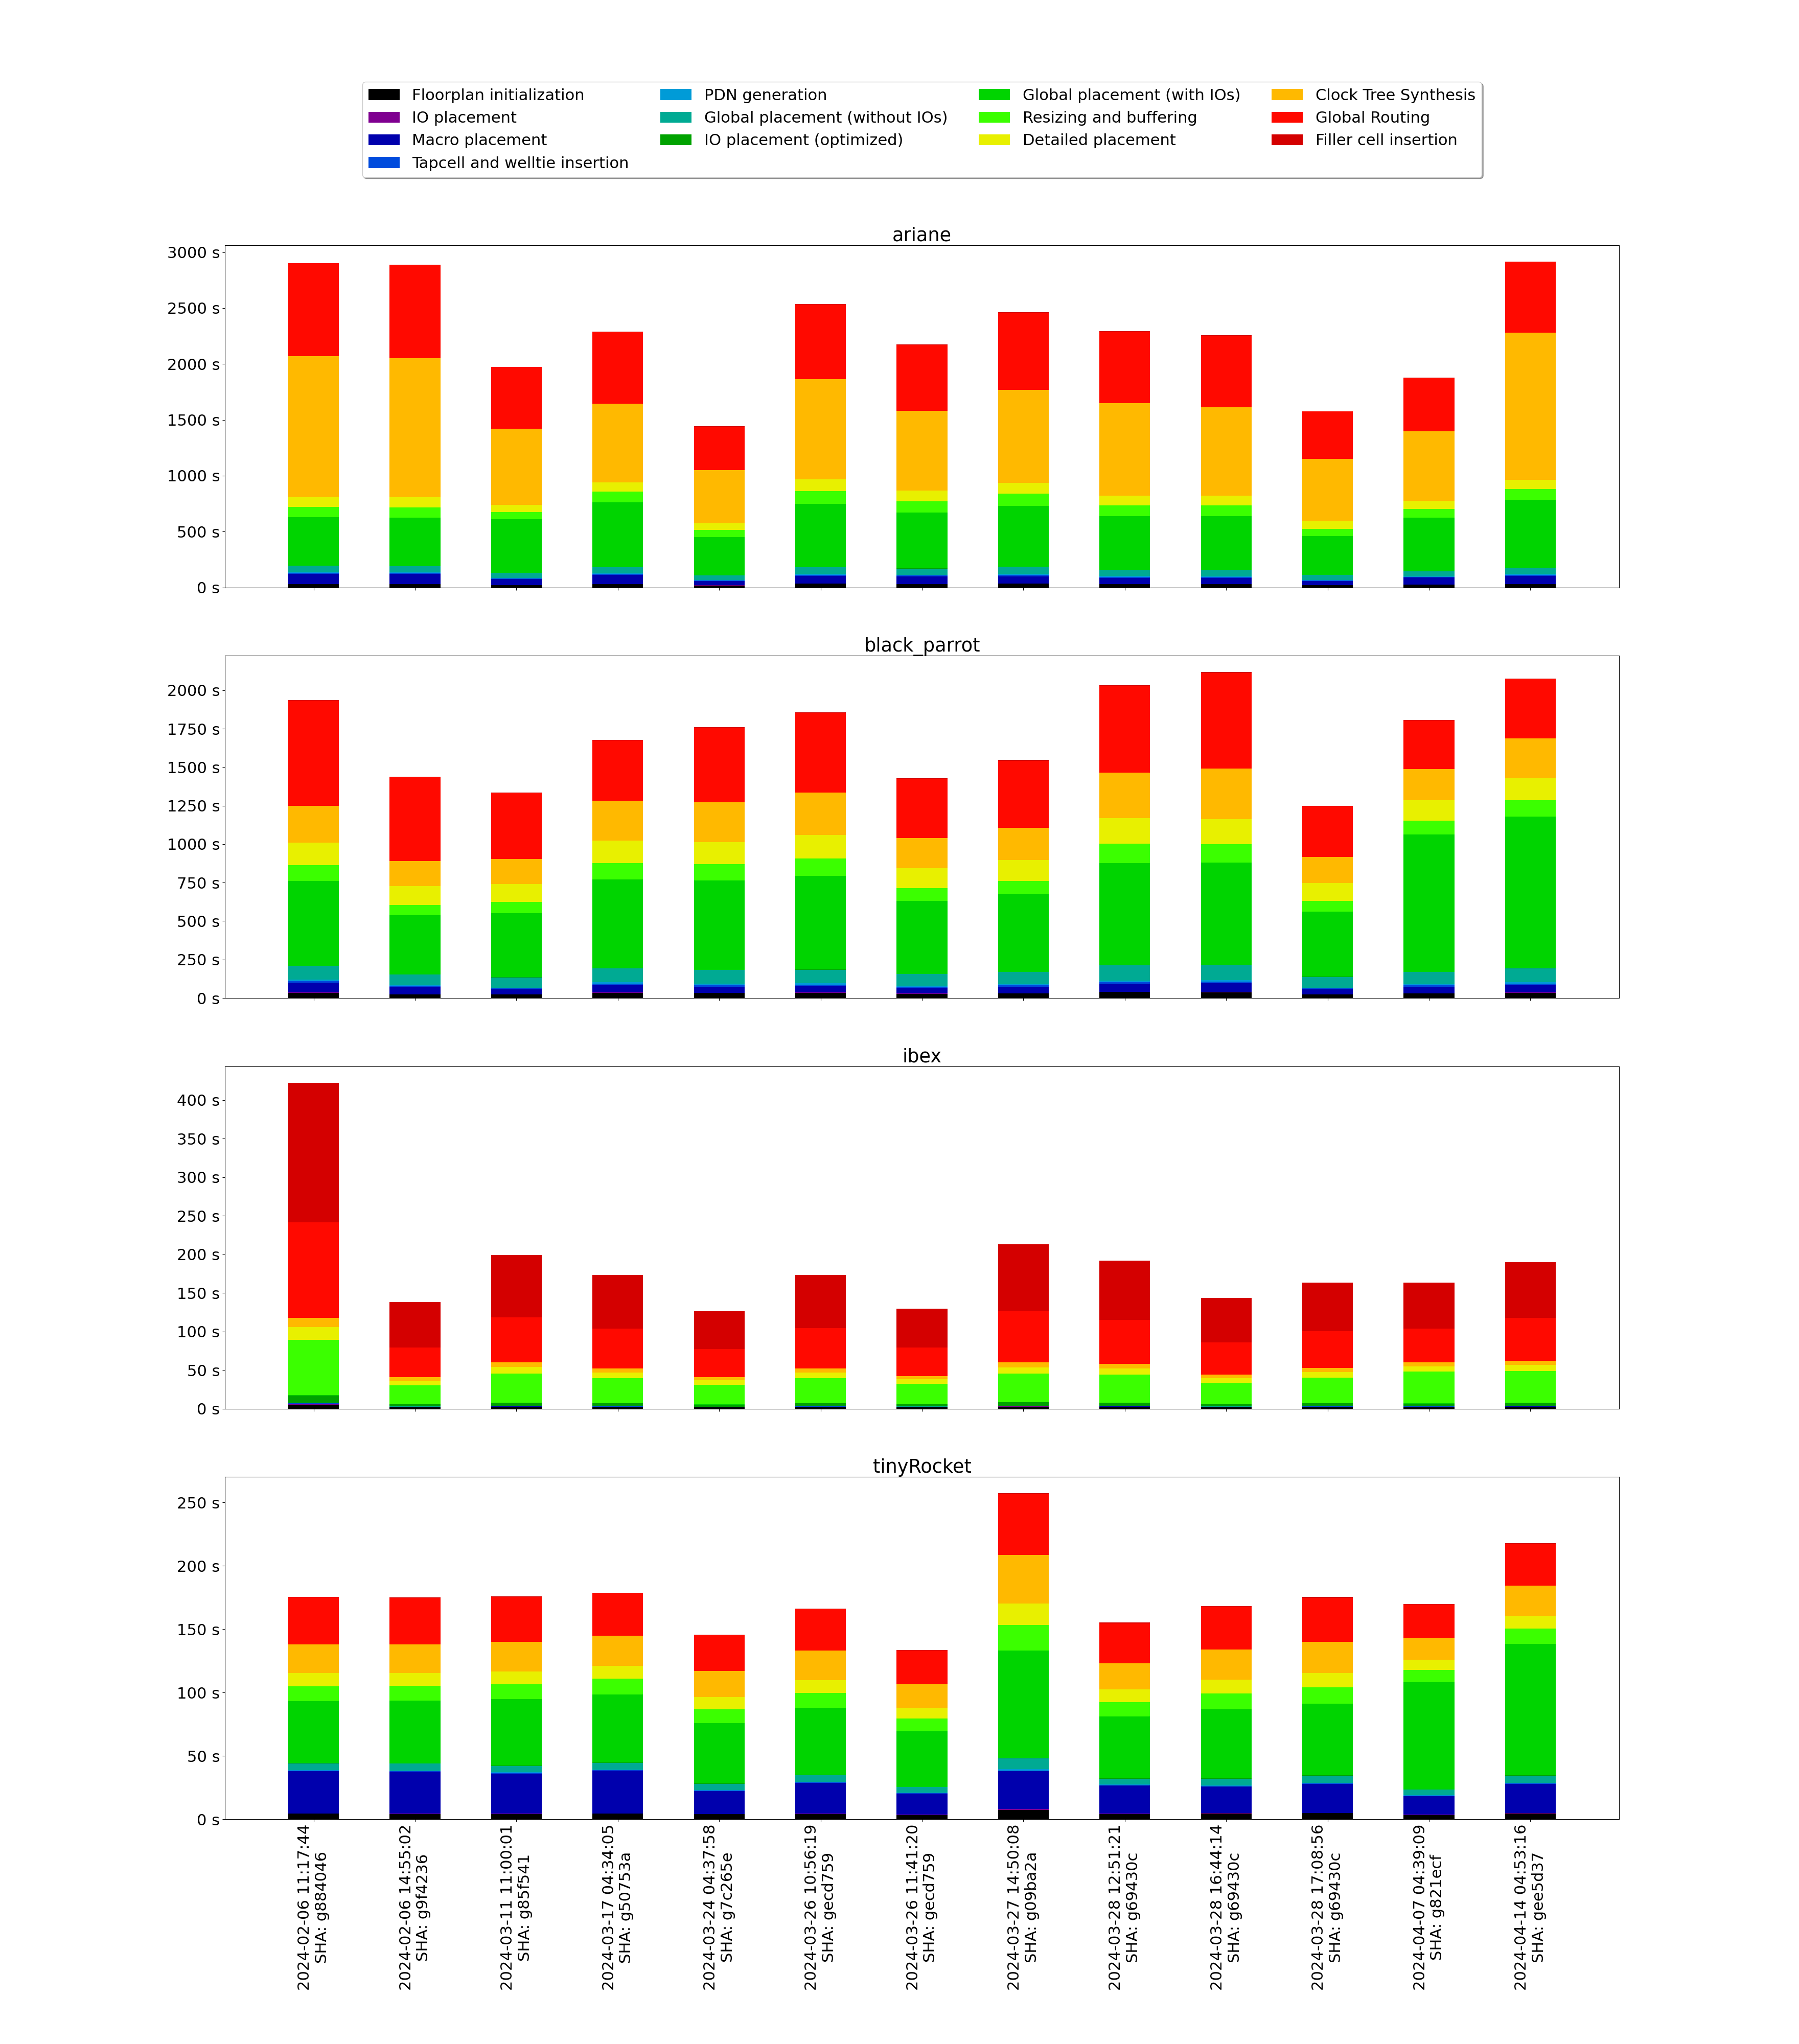 Floorplan initialization
IO placement
Macro placement
Tapcell and welltie insertion
PDN generation
Global placement (without IOs)
IO placement (optimized)
Global placement (with IOs)
Resizing and buffering
Detailed placement
Clock Tree Synthesis
Global Routing
Filler cell insertion
ariane
3000 s
2500 s
2000 s
1500 s
1000 s
500 s
0 s
black_parrot
2000 s
1750 s
1500 s
1250 s
1000 s
750 s
500 s
250 s
0 s
ibex
400 s
350 s
300 s
250 s
200 s
150 s
100 s
50 s
0 s
tinyRocket
250 s
200 s
150 s
100 s
50 s
0 s
2024-02-06 11:17:44
SHA: g884046
2024-02-06 14:55:02
SHA: g9f4236
2024-03-11 11:00:01
SHA: g85f541
2024-03-17 04:34:05
SHA: g50753a
2024-03-24 04:37:58
SHA: g7c265e
2024-03-26 10:56:19
SHA: gecd759
2024-03-26 11:41:20
SHA: gecd759
2024-03-27 14:50:08
SHA: g09ba2a
2024-03-28 12:51:21
SHA: g69430c
2024-03-28 16:44:14
SHA: g69430c
2024-03-28 17:08:56
SHA: g69430c
2024-04-07 04:39:09
SHA: g821ecf
2024-04-14 04:53:16
SHA: gee5d37